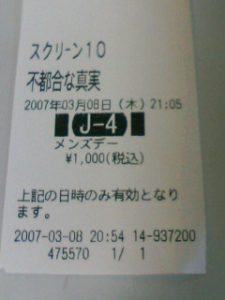 スクリーン10
不都合な真実
2007年03月08日（木）21:05
J-4
メンズデー
¥1,000(税込)
上記の日時のみ有効となり
ます。
2007-03-08 20:54 14-937200
475570 1/ 1